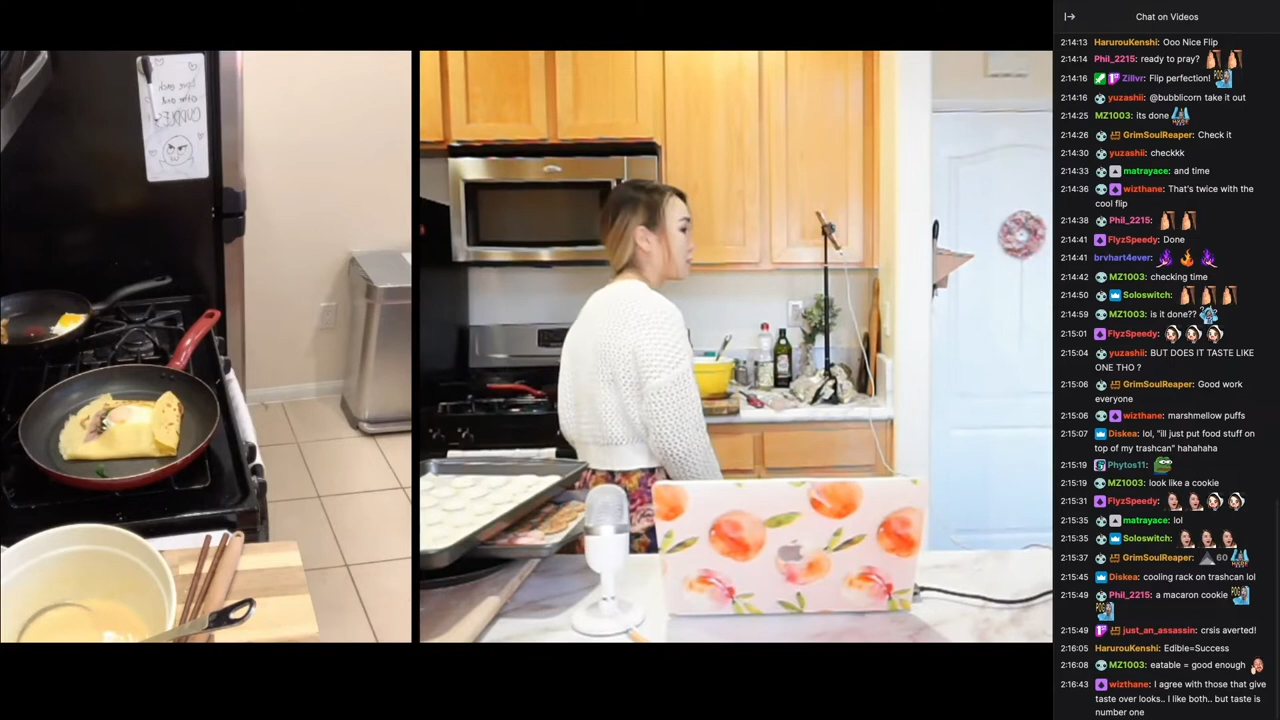 Chat on Videos
2:14:13 HarurouKenshi: Ooo Nice Flip
2:14:14 Phil_2215: ready to pray?
2:14:16 Zillvr: Flip perfection!
2:14:16 yuzashii: @bubblicorn take it out
2:14:25 MZ1003: its done
2:14:26 GrimSoulReaper: Check it
2:14:30 yuzashii: checkkk
2:14:33 matrayace: and time
2:14:36 wizthane: That's twice with the
cool flip
2:14:38 Phil_2215:
2:14:41 FlyzSpeedy: Done
2:14:41 brvhart4ever:
2:14:42 MZ1003: checking time
2:14:50 Soloswitch:
2:14:59 MZ1003: is it done??
2:15:01 FlyzSpeedy:
2:15:04 yuzashii: BUT DOES IT TASTE LIKE
ONE THO ?
2:15:06 GrimSoulReaper: Good work
everyone
2:15:06 wizthane: marshmellow puffs
2:15:07 Diskea: lol, "ill just put food stuff on
top of my trashcan" hahahaha
2:15:19 Phytos11:
2:15:19 MZ1003: look like a cookie
2:15:31 FlyzSpeedy:
2:15:35 matrayace: lol
2:15:35 Soloswitch:
2:15:37 GrimSoulReaper: 60
2:15:45 Diskea: cooling rack on trashcan lol
2:15:49 Phil_2215: a macaron cookie
2:15:49 just_an_assassin: crsis averted!
2:16:05 HarurouKenshi: Edible=Success
2:16:08 MZ1003: eatable = good enough
2:16:43 wizthane: I agree with those that give
taste over looks.. I like both.. but taste is
number one